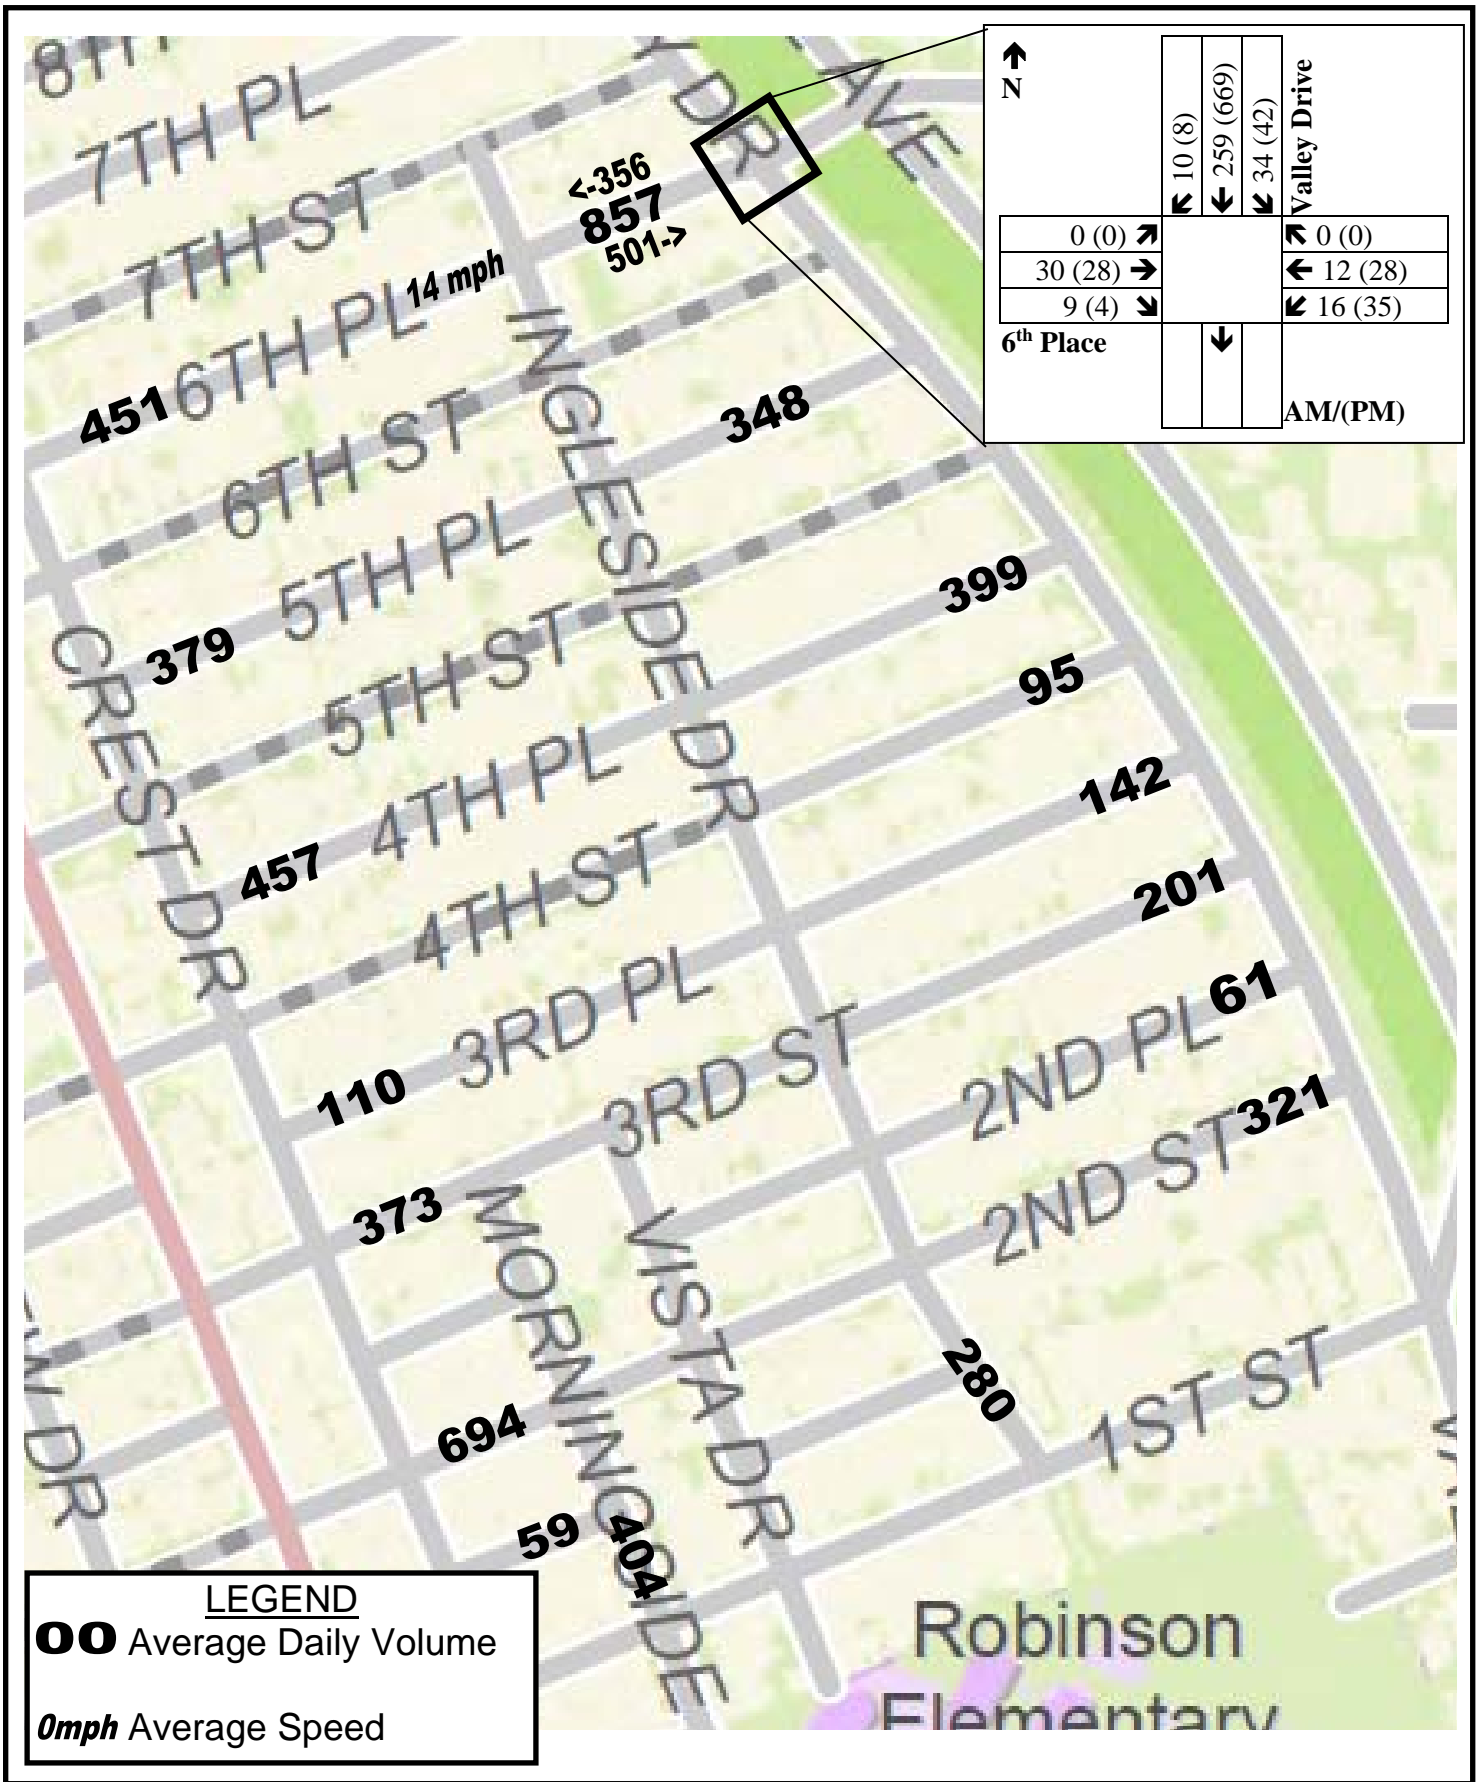 8TH
7TH PL
7TH ST
6TH PL
6TH ST
5TH PL
5TH ST
4TH PL
4TH ST
3RD PL
3RD ST
2ND PL
2ND ST
1ST ST
Y DR
AVE
INGLESIDE DR
CREST DR
MORNINGSIDE
VISTA DR
W DR
<-356
857
501->
14 mph
451
348
379
399
95
457
142
201
61
110
321
373
280
694
59
404
Robinson
Elementary
↑
N
↙ 10 (8)
↓ 259 (669)
↘ 34 (42)
Valley Drive
0 (0) ↗
30 (28) →
9 (4) ↘
↖ 0 (0)
← 12 (28)
↙ 16 (35)
6th Place
↓
AM/(PM)
LEGEND
00 Average Daily Volume
0mph Average Speed